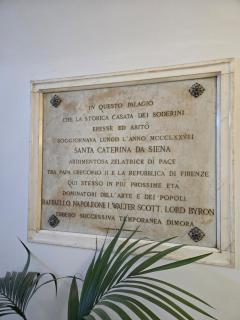 IN QUESTO PALAGIO
CHE LA STORICA CASATA DEI SODERINI
ERESSE ED ABITÒ
SOGGIORNAVA LUNGO L'ANNO MCCCLXXVII
SANTA CATERINA DA SIENA
ARDIMENTOSA ZELATRICE DI PACE
TRA PAPA GREGORIO II E LA REPUBBLICA DI FIRENZE
QUI STESSO IN PIÙ PROSSIME ETÀ
DOMINATORI DELL'ARTE E DEI POPOLI
RAFFAELLO, NAPOLEONE I, WALTER SCOTT, LORD BYRON
EBBERO SUCCESSIVA TEMPORANEA DIMORA